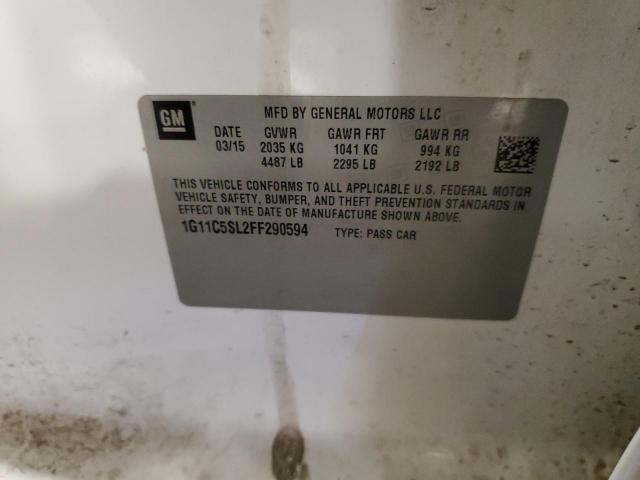 GM
MFD BY GENERAL MOTORS LLC
DATE GVWR GAWR FRT GAWR RR
03/15 2035 KG 1041 KG 994 KG
4487 LB 2295 LB 2192 LB
THIS VEHICLE CONFORMS TO ALL APPLICABLE U.S. FEDERAL MOTOR
VEHICLE SAFETY, BUMPER, AND THEFT PREVENTION STANDARDS IN
EFFECT ON THE DATE OF MANUFACTURE SHOWN ABOVE.
1G11C5SL2FF290594 TYPE: PASS CAR